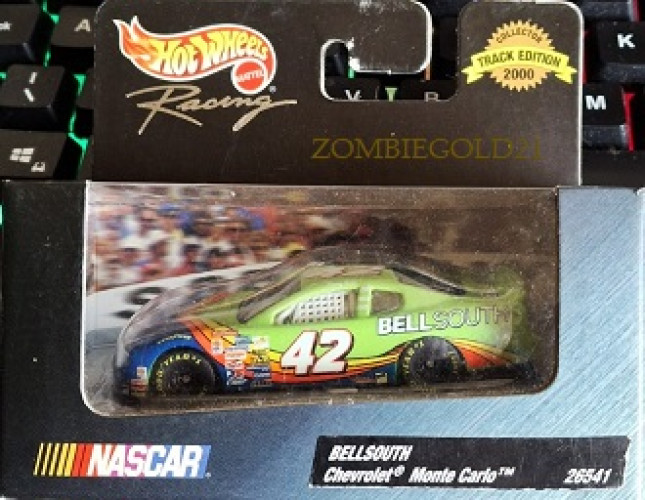 HOT WHEELS
MATTEL
Racing
COLLECTOR
TRACK EDITION
2000
A
K
V
B
M
ZOMBIEGOLD21
BELLSOUTH
42
NASCAR
BELLSOUTH
Chevrolet® Monte Carlo™ 26541